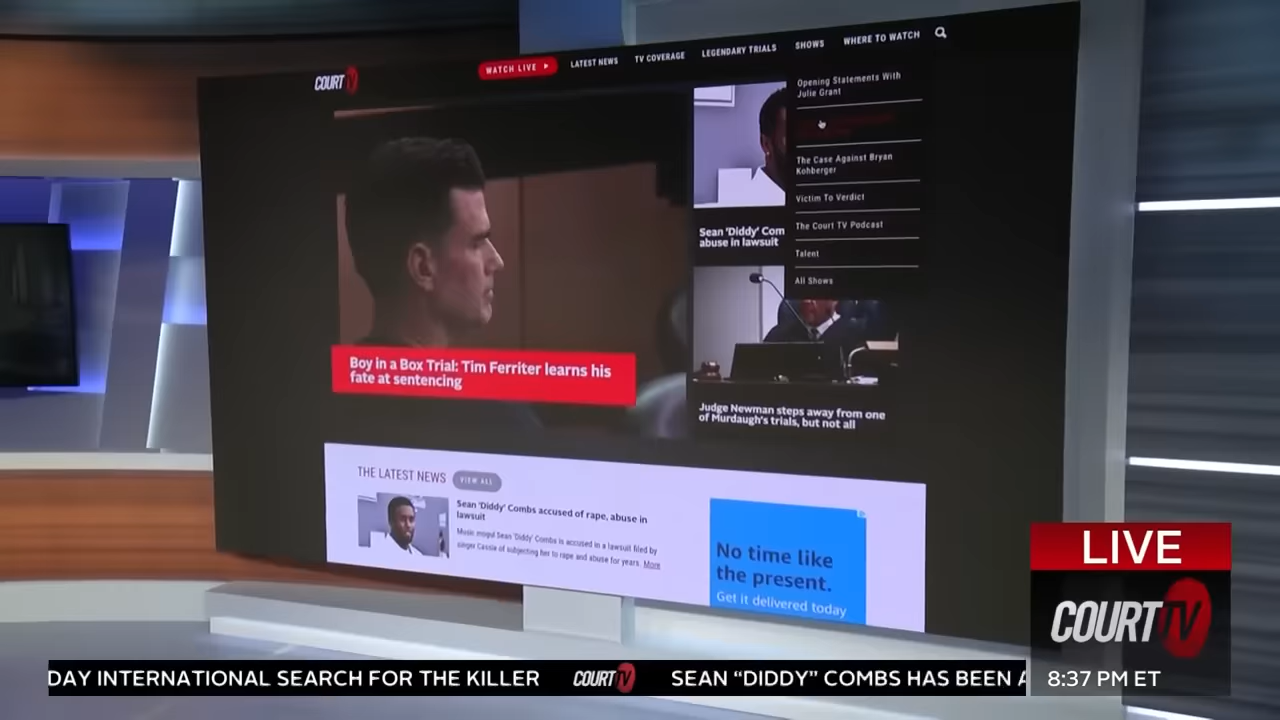 COURT TV
WATCH LIVE
LATEST NEWS
TV COVERAGE
LEGENDARY TRIALS
SHOWS
WHERE TO WATCH
Opening Statements With
Julie Grant
The Case Against Bryan
Kohberger
Victim To Verdict
The Court TV Podcast
Talent
All Shows
Boy in a Box Trial: Tim Ferriter learns his
fate at sentencing
Sean 'Diddy' Com
abuse in lawsuit
Judge Newman steps away from one
of Murdaugh's trials, but not all
THE LATEST NEWS
VIEW ALL
Sean 'Diddy' Combs accused of rape, abuse in
lawsuit
Music mogul Sean 'Diddy' Combs is accused in a lawsuit filed by
singer Cassie of subjecting her to rape and abuse for years. More
No time like
the present.
Get it delivered today
LIVE
COURT TV
8:37 PM ET
DAY INTERNATIONAL SEARCH FOR THE KILLER COURT TV SEAN “DIDDY” COMBS HAS BEEN A